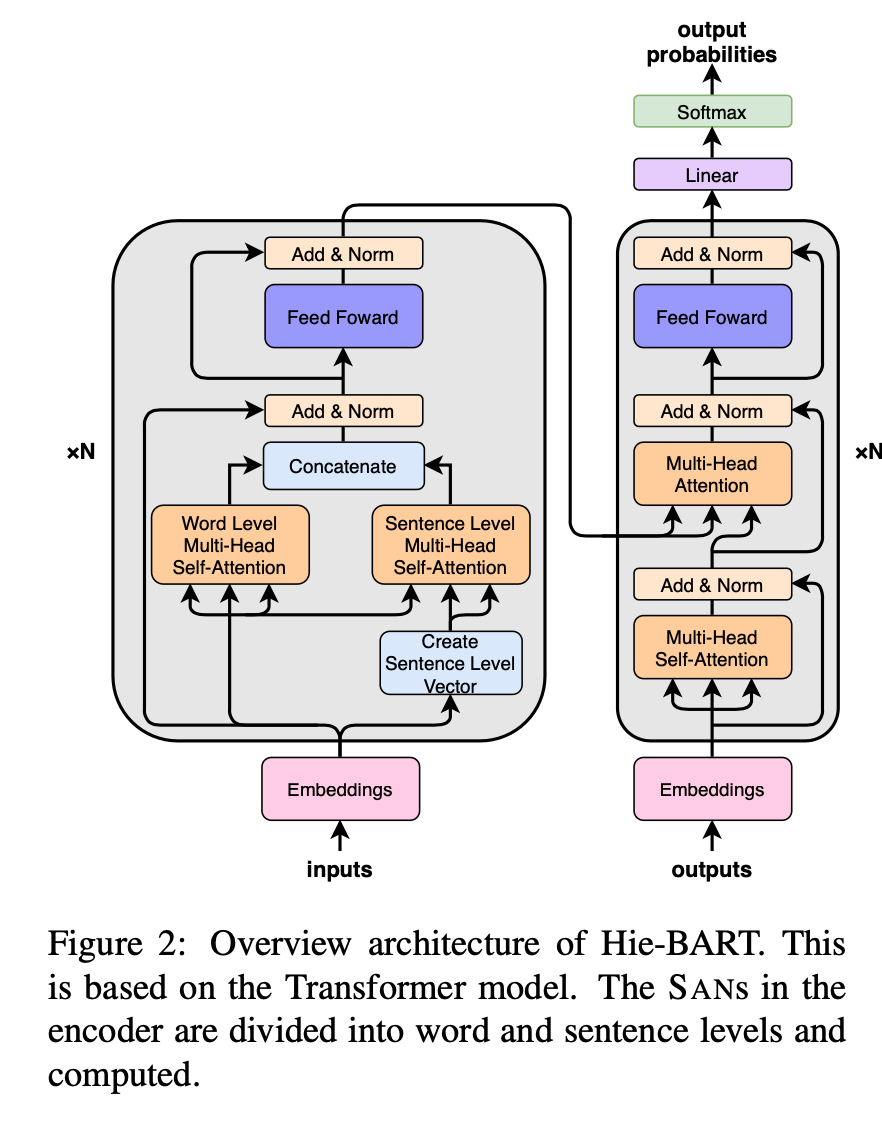 output
probabilities
Softmax
Linear
Add & Norm
Feed Foward
Add & Norm
Concatenate
Word Level
Multi-Head
Self-Attention
Sentence Level
Multi-Head
Self-Attention
Create
Sentence Level
Vector
Embeddings
inputs
×N
Add & Norm
Feed Foward
Add & Norm
Multi-Head
Attention
Add & Norm
Multi-Head
Self-Attention
Embeddings
outputs
×N
Figure 2: Overview architecture of Hie-BART. This
is based on the Transformer model. The SANs in the
encoder are divided into word and sentence levels and
computed.